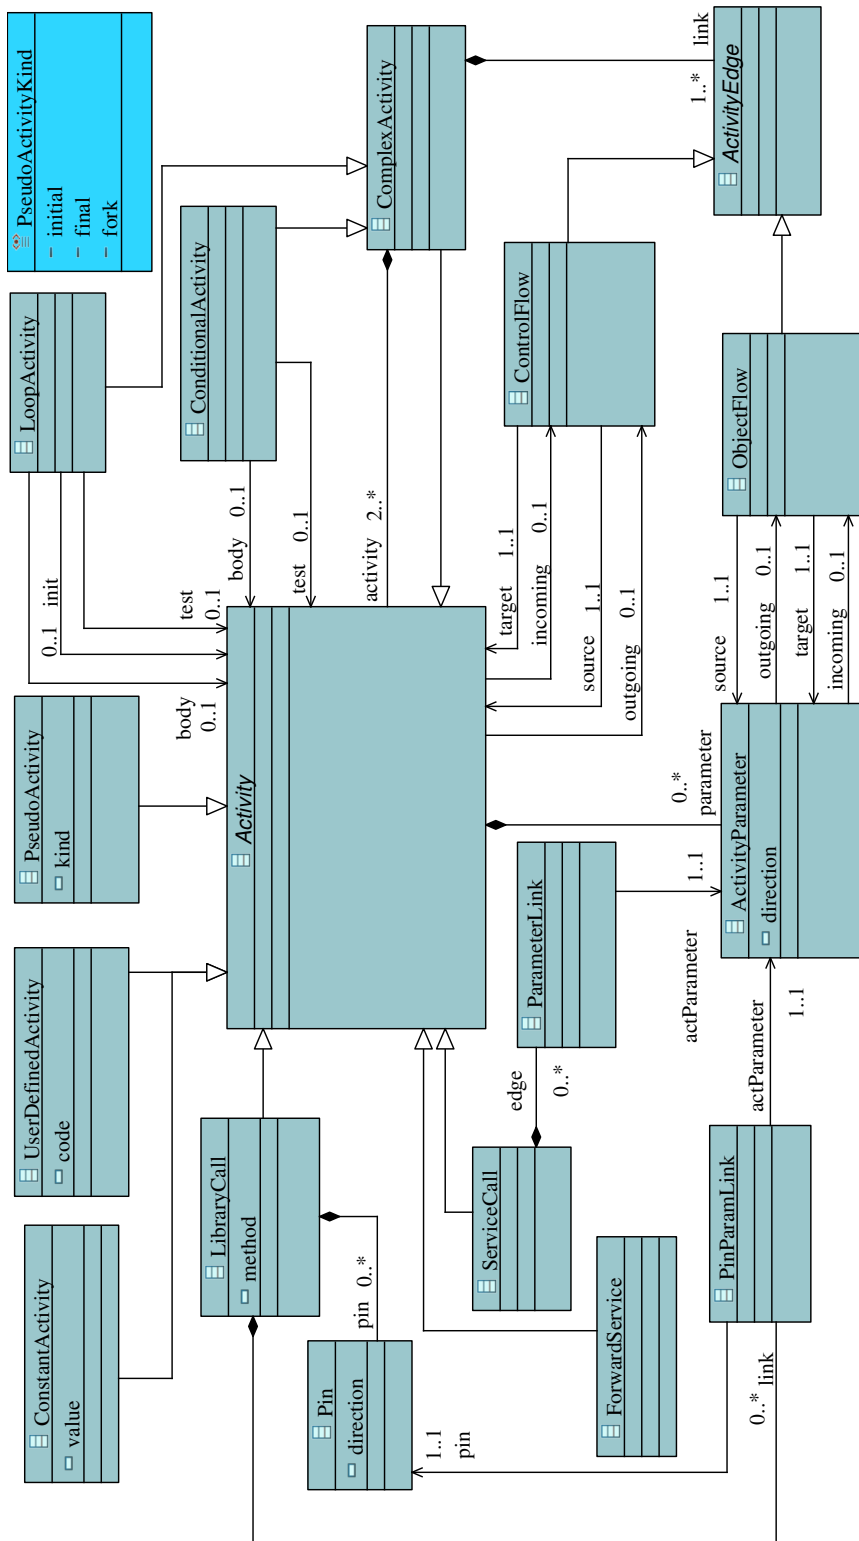 ConstantActivity
value
UserDefinedActivity
code
PseudoActivity
kind
LoopActivity
PseudoActivityKind
initial
final
fork
body
0..1
0..1 init
test
0..1
LibraryCall
method
Activity
ConditionalActivity
body 0..1
test 0..1
Pin
direction
pin 0..*
activity 2..*
ComplexActivity
1..1
pin
ServiceCall
edge
0..*
ParameterLink
target 1..1
incoming 0..1
source 1..1
outgoing 0..1
ControlFlow
ForwardService
actParameter
1..1
0..*
parameter
link
1..*
ActivityEdge
PinParamLink
0..*
link
actParameter
1..1
ActivityParameter
direction
source 1..1
outgoing 0..1
target 1..1
incoming 0..1
ObjectFlow